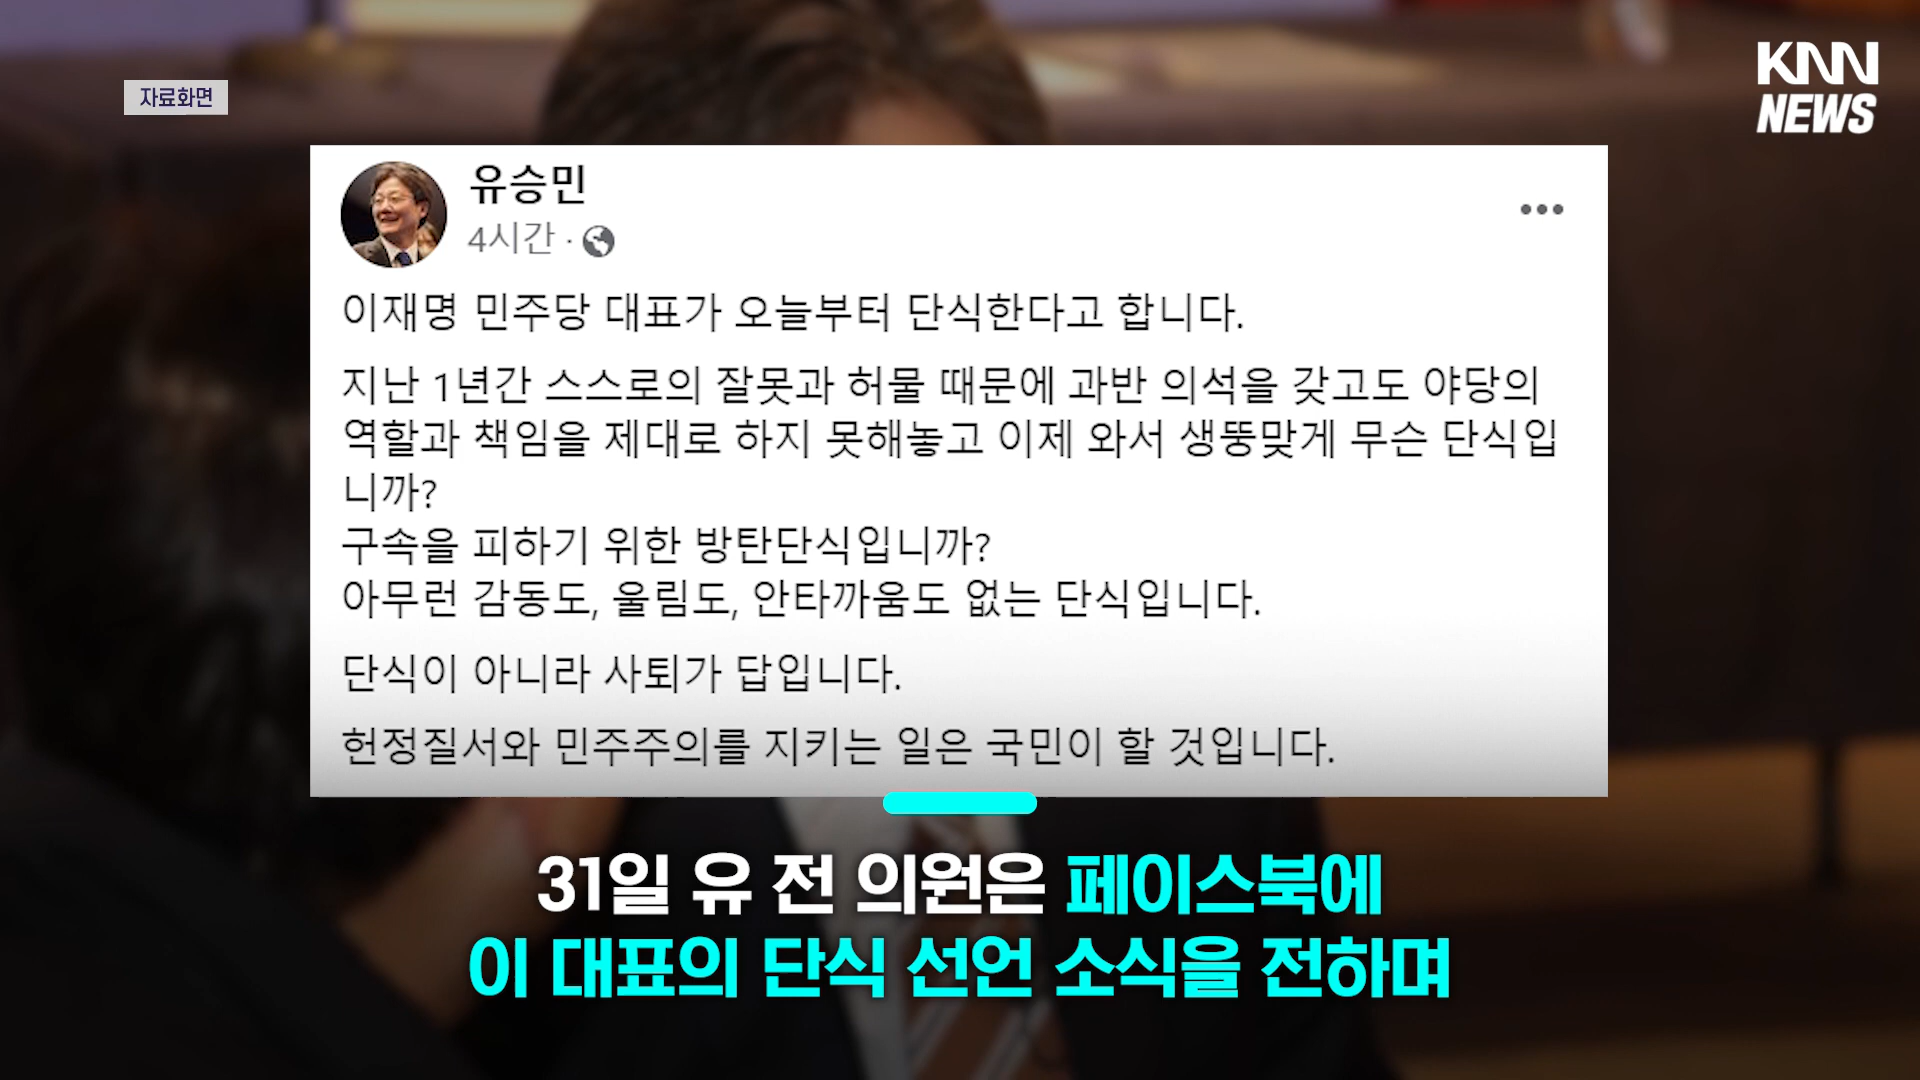 자료화면
KNN
NEWS
유승민
4시간 ·
이재명 민주당 대표가 오늘부터 단식한다고 합니다.
지난 1년간 스스로의 잘못과 허물 때문에 과반 의석을 갖고도 야당의
역할과 책임을 제대로 하지 못해놓고 이제 와서 생뚱맞게 무슨 단식입
니까?
구속을 피하기 위한 방탄단식입니까?
아무런 감동도, 울림도, 안타까움도 없는 단식입니다.
단식이 아니라 사퇴가 답입니다.
헌정질서와 민주주의를 지키는 일은 국민이 할 것입니다.
31일 유 전 의원은 페이스북에
이 대표의 단식 선언 소식을 전하며